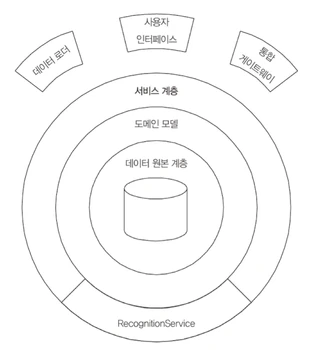 사용자
인터페이스
데이터 로더
통합
게이트웨이
서비스 계층
도메인 모델
데이터 원본 계층
RecognitionService